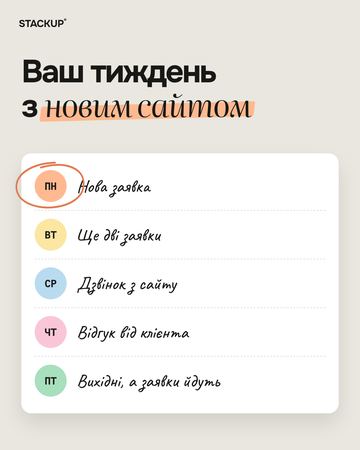 STACKUP®
Ваш тиждень
з новим сайтом
ПН Нова заявка
ВТ Ще дві заявки
СР Дзвінок з сайту
ЧТ Відгук від клієнта
ПТ Вихідні, а заявки йдуть